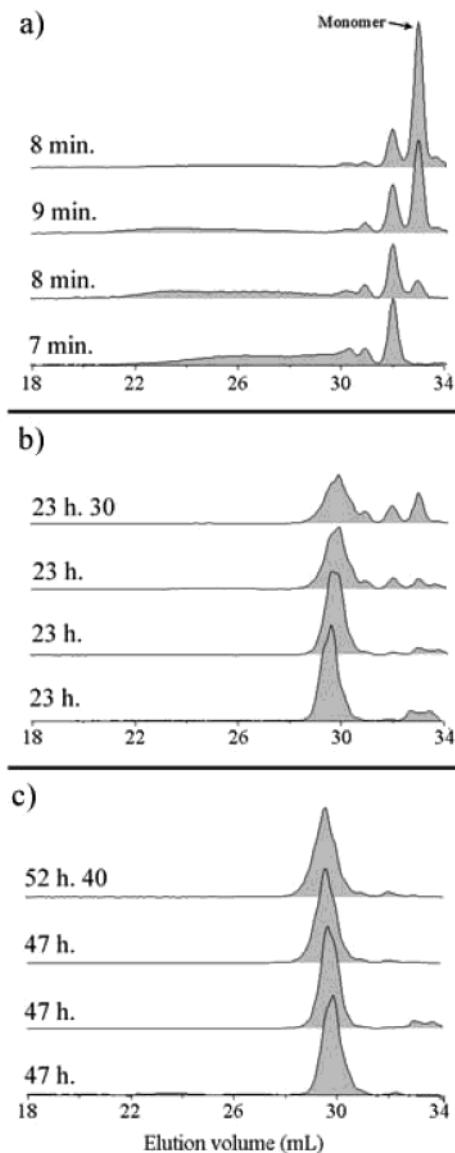 a)
Monomer
8 min.
9 min.
8 min.
7 min.
18 22 26 30 34
b)
23 h. 30
23 h.
23 h.
23 h.
18 22 26 30 34
c)
52 h. 40
47 h.
47 h.
47 h.
18 22 26 30 34
Elution volume (mL)